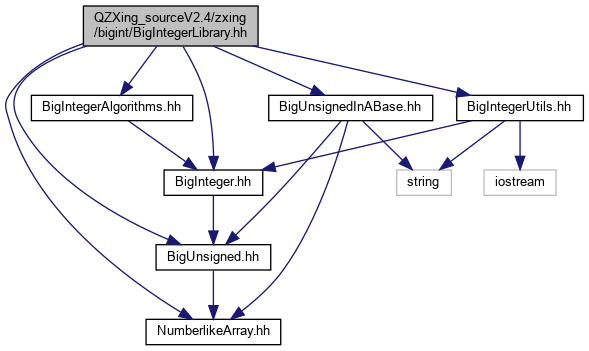 QZXing_sourceV2.4/zxing
/bigint/BigIntegerLibrary.hh
BigIntegerAlgorithms.hh
BigUnsignedInABase.hh
BigIntegerUtils.hh
BigInteger.hh
string
iostream
BigUnsigned.hh
NumberlikeArray.hh